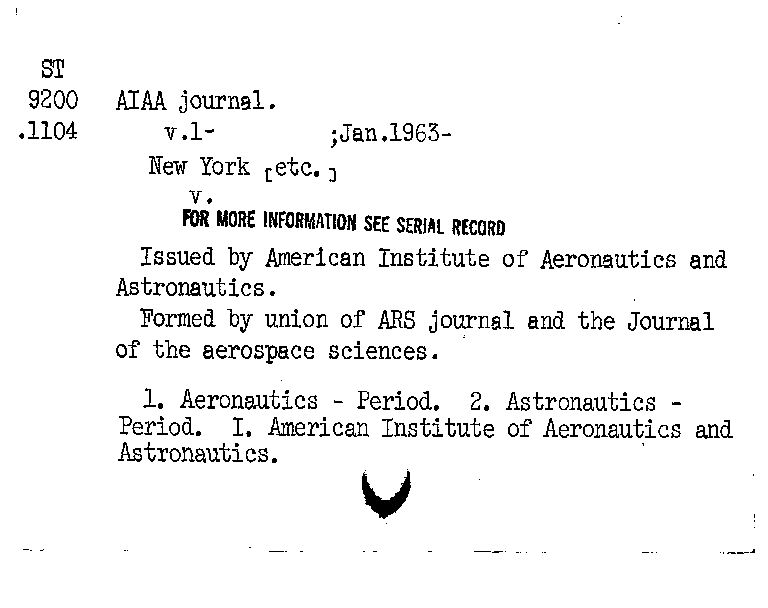 ST
9200 AIAA journal.
.1104 v.1- ;Jan.1963-
New York [etc.]
v.
FOR MORE INFORMATION SEE SERIAL RECORD
Issued by American Institute of Aeronautics and
Astronautics.
Formed by union of ARS journal and the Journal
of the aerospace sciences.
1. Aeronautics - Period. 2. Astronautics -
Period. I. American Institute of Aeronautics and
Astronautics.